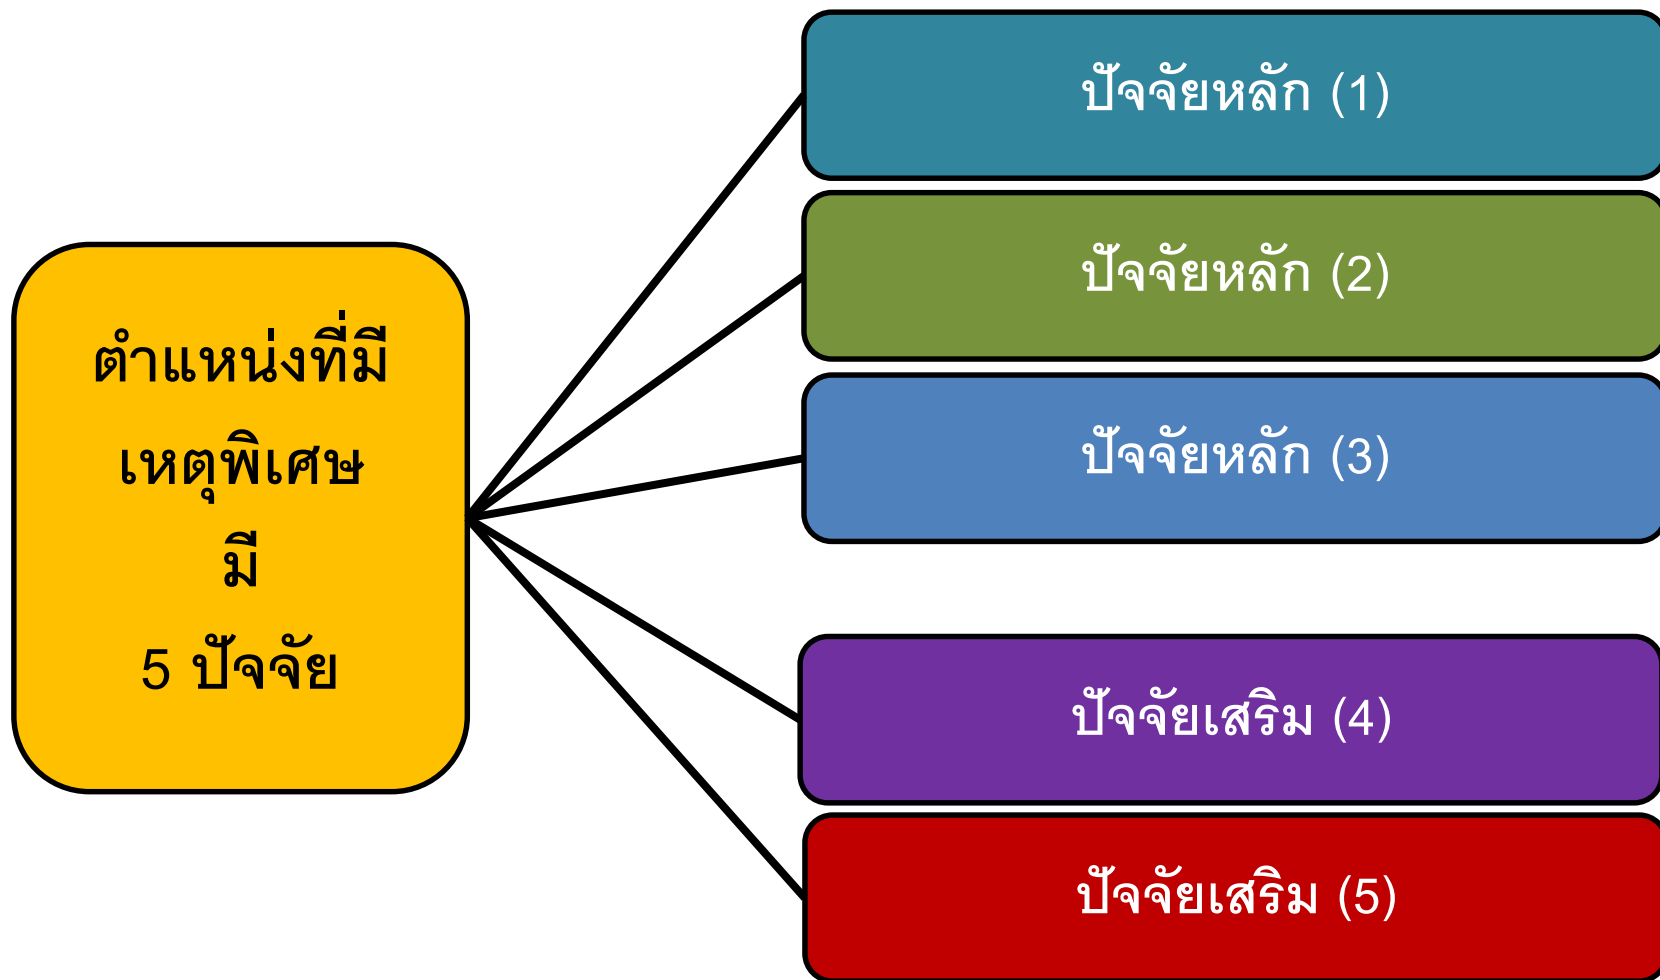 ตำแหน่งที่มี
เหตุพิเศษ
มี
5 ปัจจัย
ปัจจัยหลัก (1)
ปัจจัยหลัก (2)
ปัจจัยหลัก (3)
ปัจจัยเสริม (4)
ปัจจัยเสริม (5)